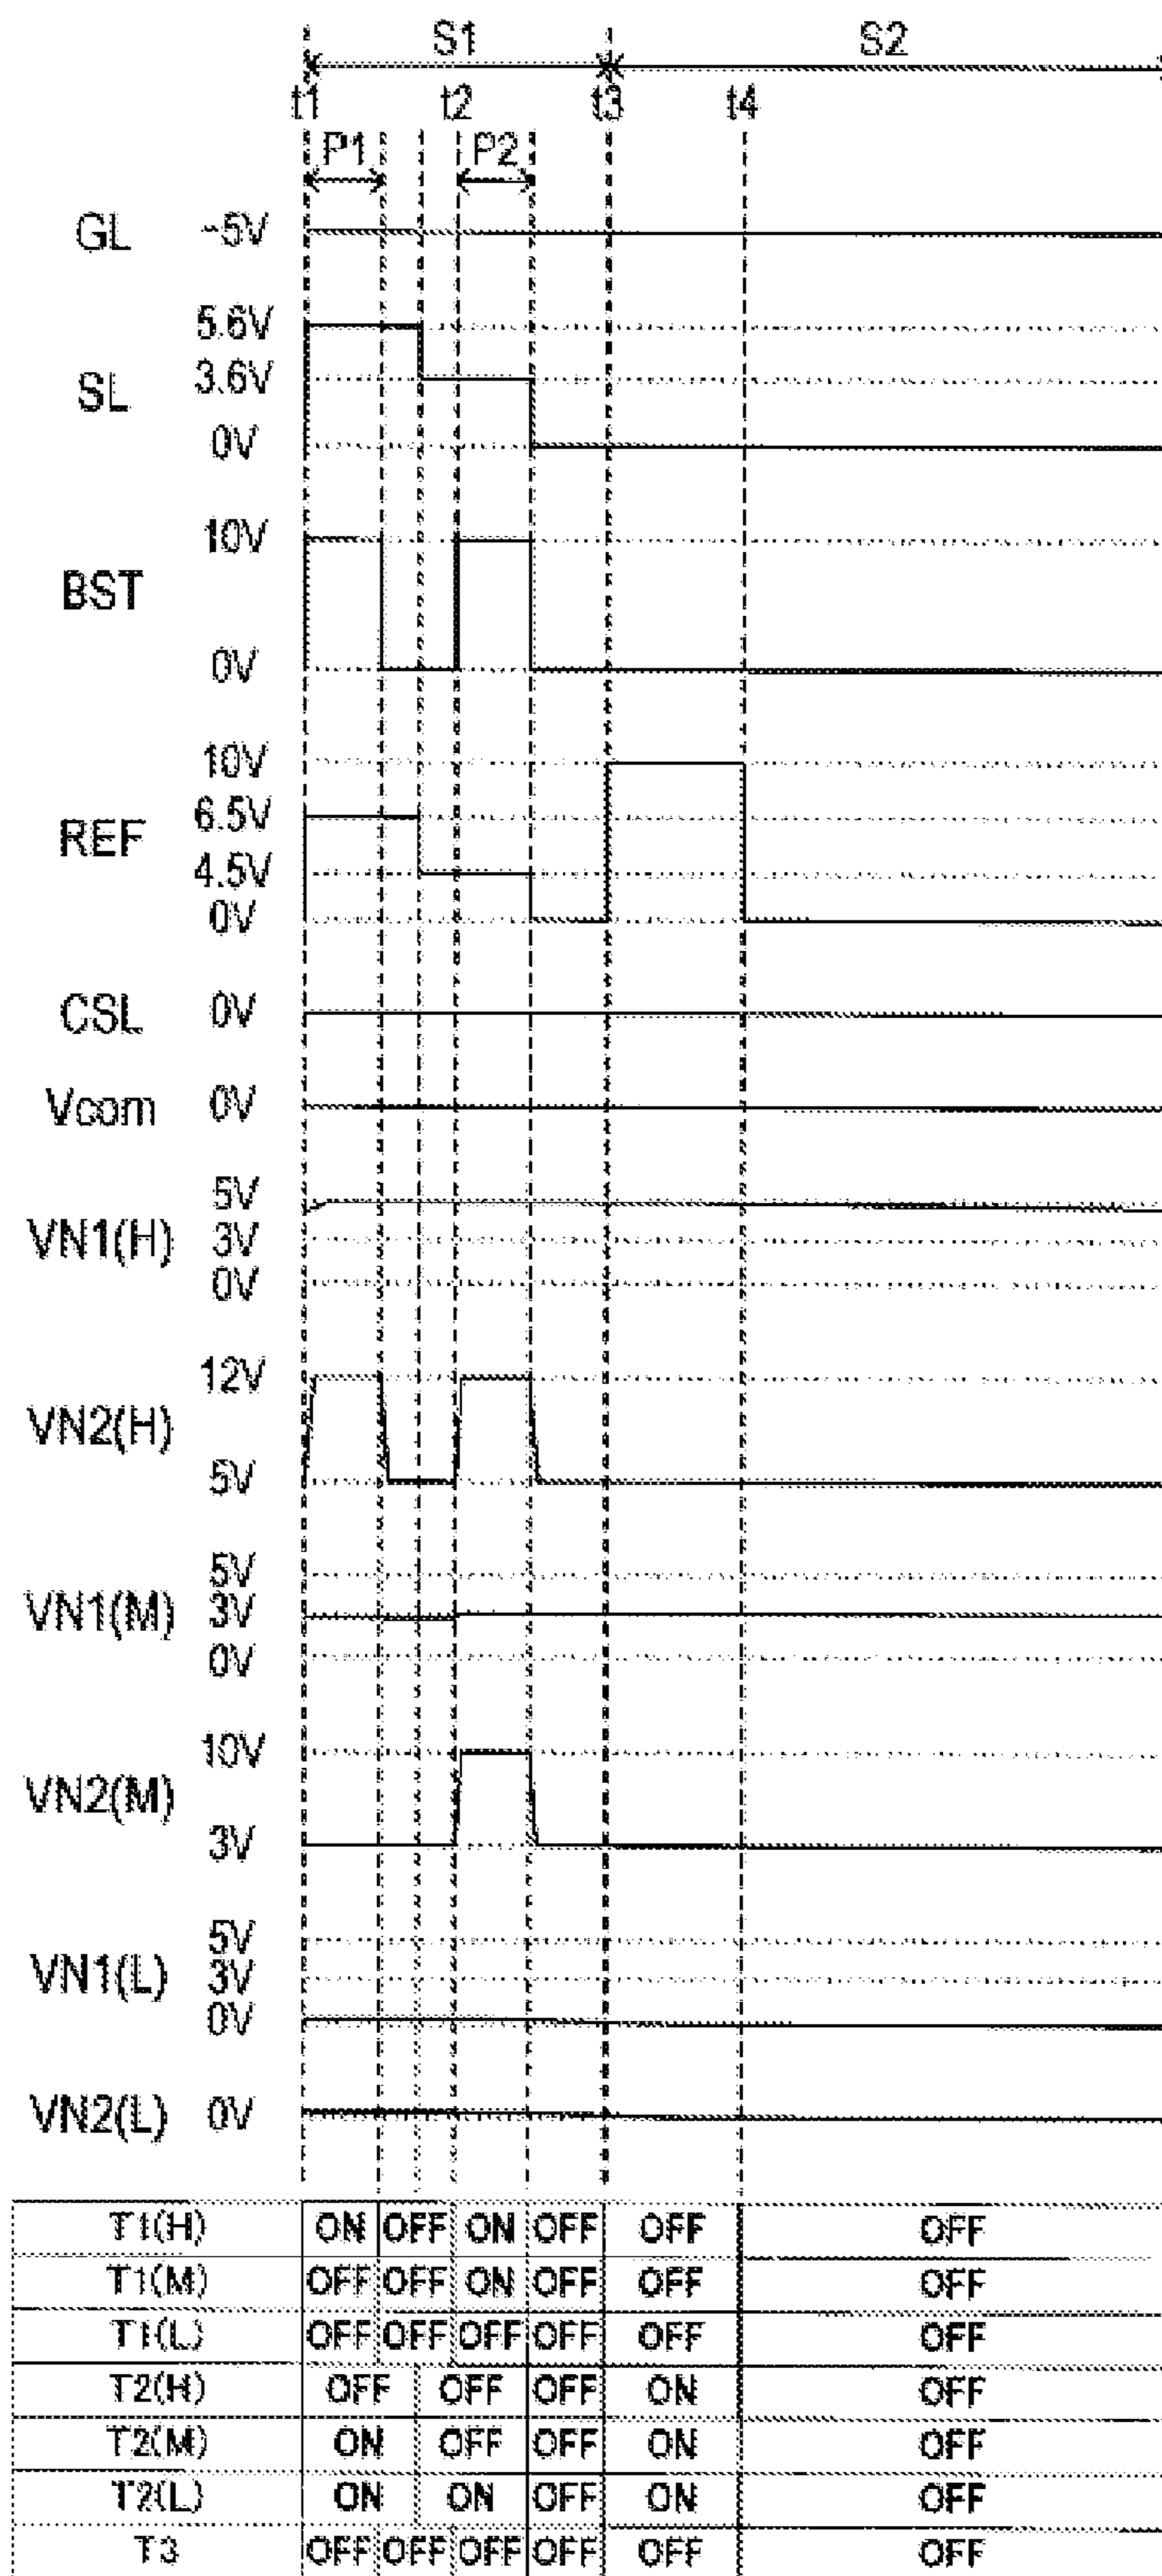 S1 S2
t1 t2 t3 t4
P1 P2
GL -5V
5.6V
SL 3.6V
0V
10V
BST
0V
10V
REF 6.5V
4.5V
0V
CSL 0V
Vcom 0V
5V
VN1(H) 3V
0V
12V
VN2(H)
5V
5V
VN1(M) 3V
0V
10V
VN2(M)
3V
5V
VN1(L) 3V
0V
VN2(L) 0V
T1(H) ON OFF ON OFF OFF OFF
T1(M) OFF OFF ON OFF OFF OFF
T1(L) OFF OFF OFF OFF OFF OFF
T2(H) OFF OFF OFF ON OFF
T2(M) ON OFF OFF ON OFF
T2(L) ON ON OFF ON OFF
T3 OFF OFF OFF OFF OFF OFF